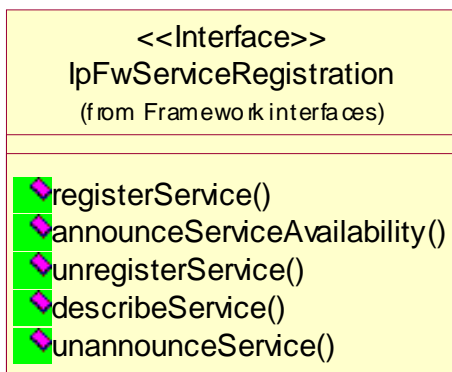 <<Interface>>
IpFwServiceRegistration
(from Framework interfaces)
registerService()
announceServiceAvailability()
unregisterService()
describeService()
unannounceService()